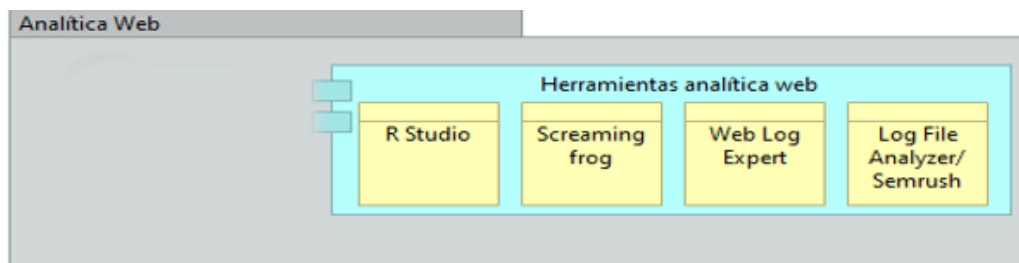 Analítica Web
Herramientas analítica web
R Studio
Screaming
frog
Web Log
Expert
Log File
Analyzer/
Semrush